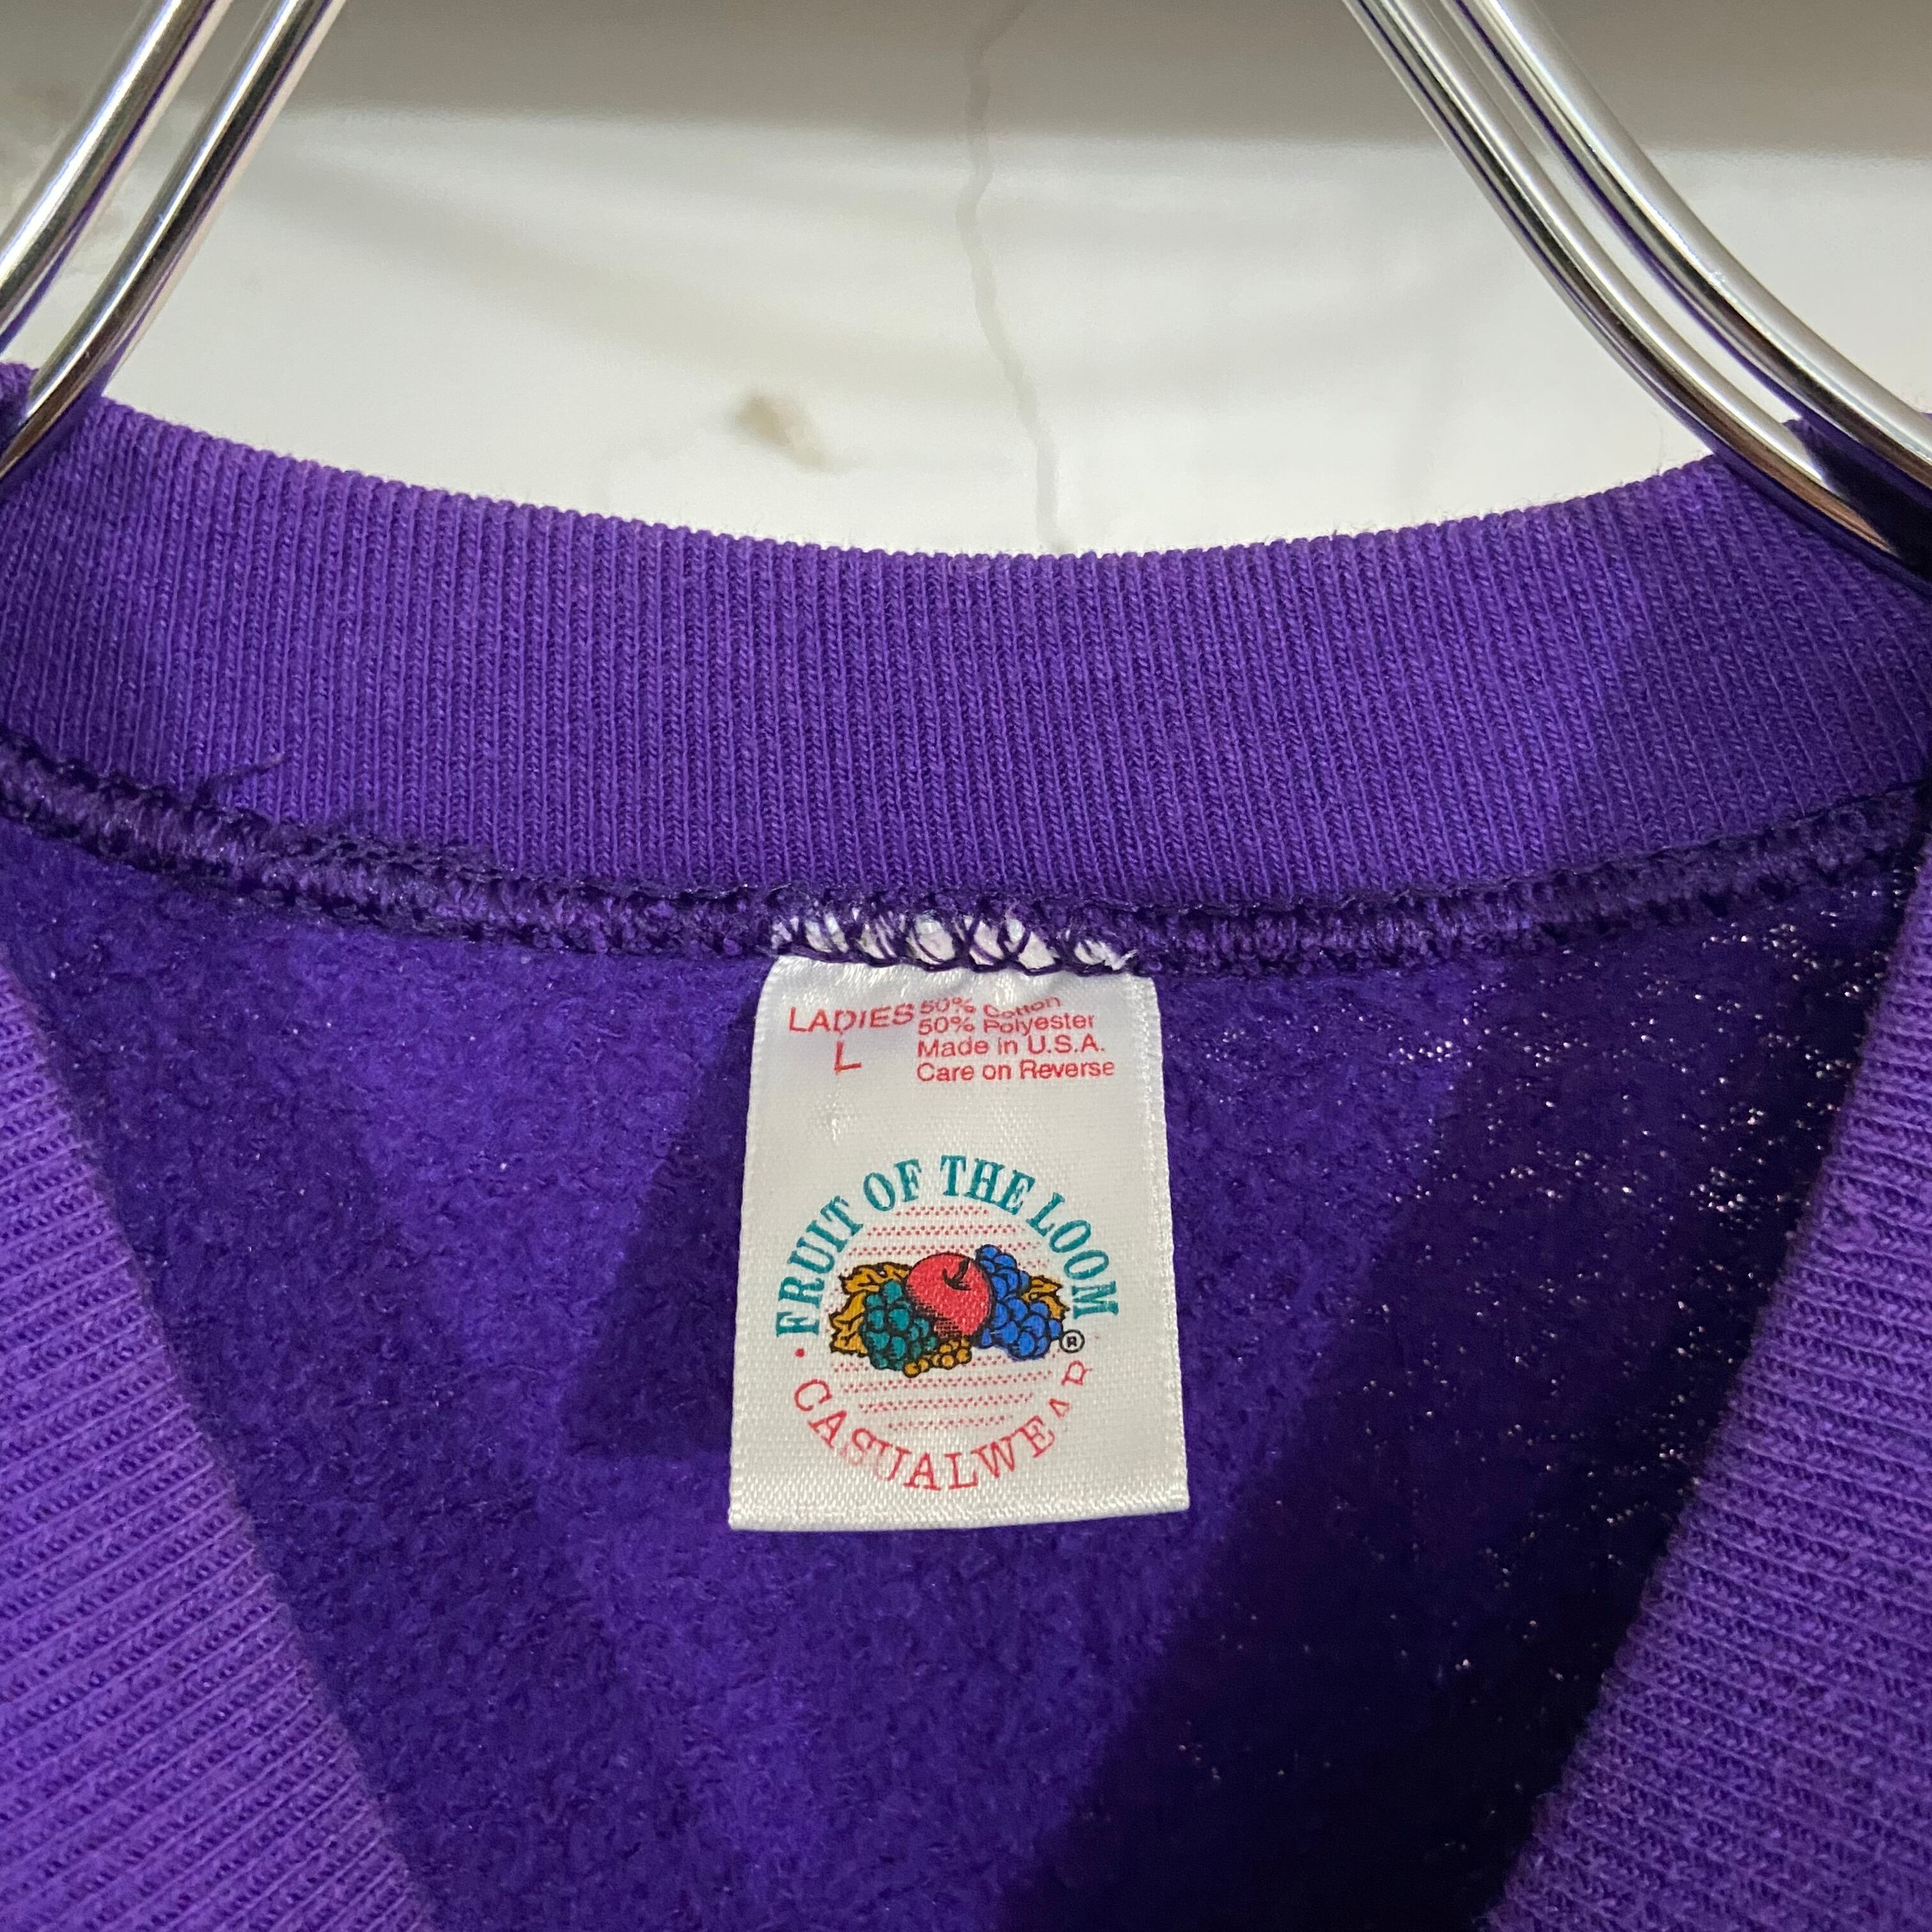 LADIES
L
50% Cotton
50% Polyester
Made in U.S.A.
Care on Reverse
FRUIT OF THE LOOM
®
CASUALWEAR